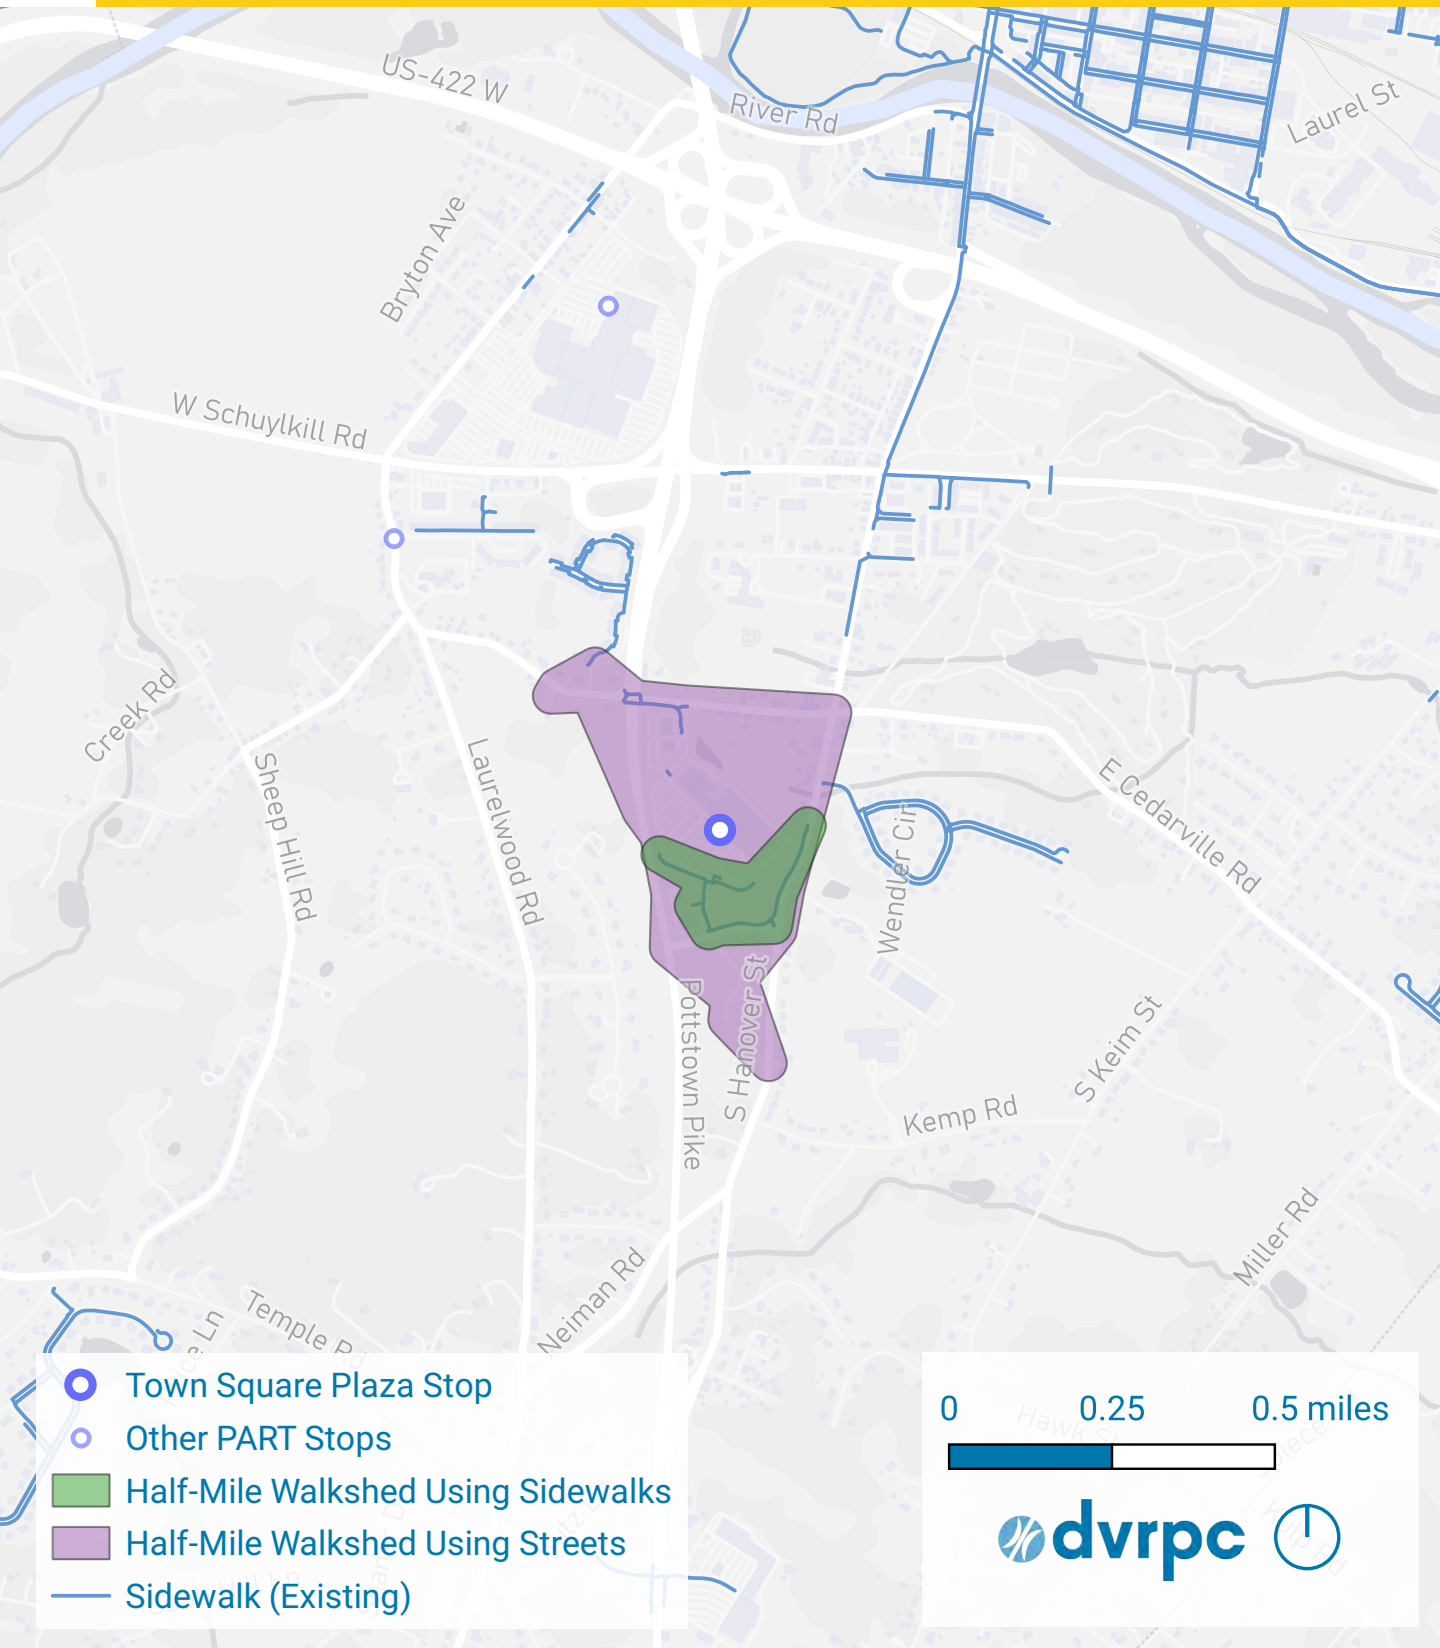 US-422 W
River Rd
Laurel St
Bryton Ave
W Schuylkill Rd
Creek Rd
Sheep Hill Rd
Laurelwood Rd
E Cedarville Rd
Wendler Cir
Pottstown Pike
S Hanover St
S Keim St
Kemp Rd
Miller Rd
Neiman Rd
Temple Rd
Ln
Town Square Plaza Stop
Other PART Stops
Half-Mile Walkshed Using Sidewalks
Half-Mile Walkshed Using Streets
Sidewalk (Existing)
0 0.25 0.5 miles
Hawk St
dvrpc